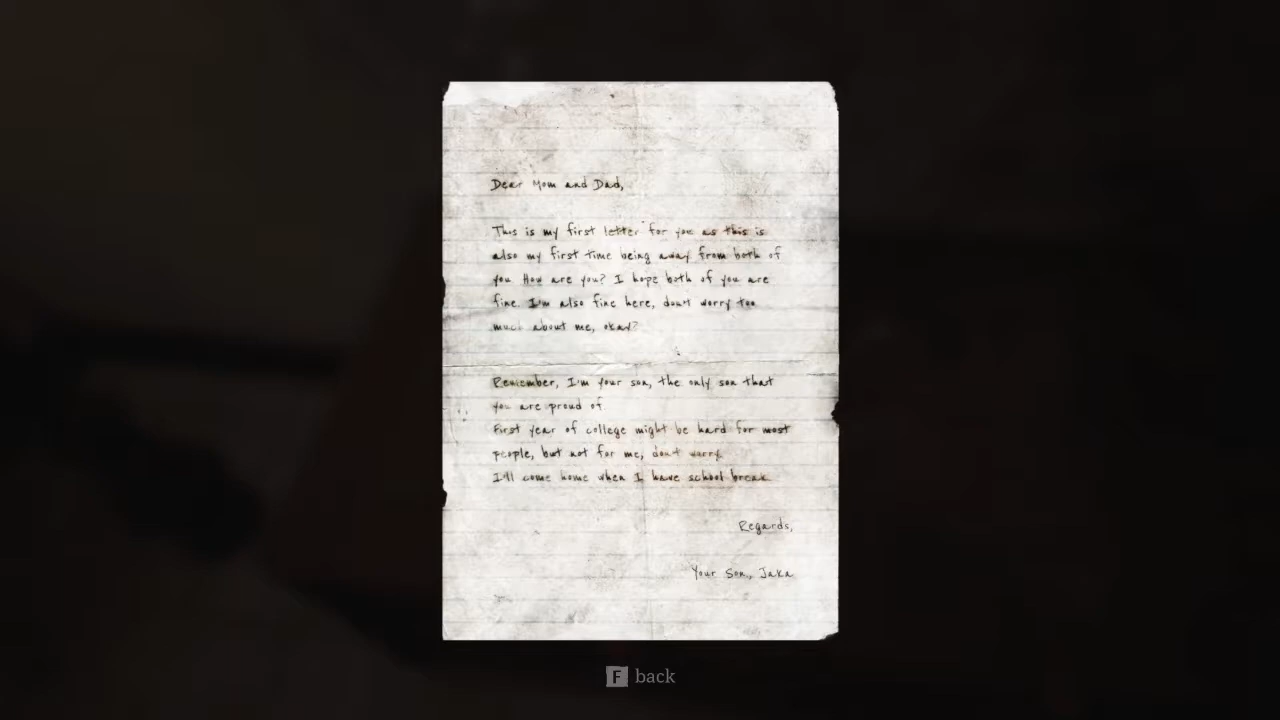 Dear Mom and Dad,
This is my first letter for you as this is
also my first time being away from both of
you. How are you? I hope both of you are
fine. I'm also fine here, don't worry too
much about me, okay?
Remember, I'm your son, the only son that
you are proud of
First year of college might be hard for most
people, but not for me, don't worry.
I'll come home when I have school break.
Regards,
Your Son, Jaka
F back